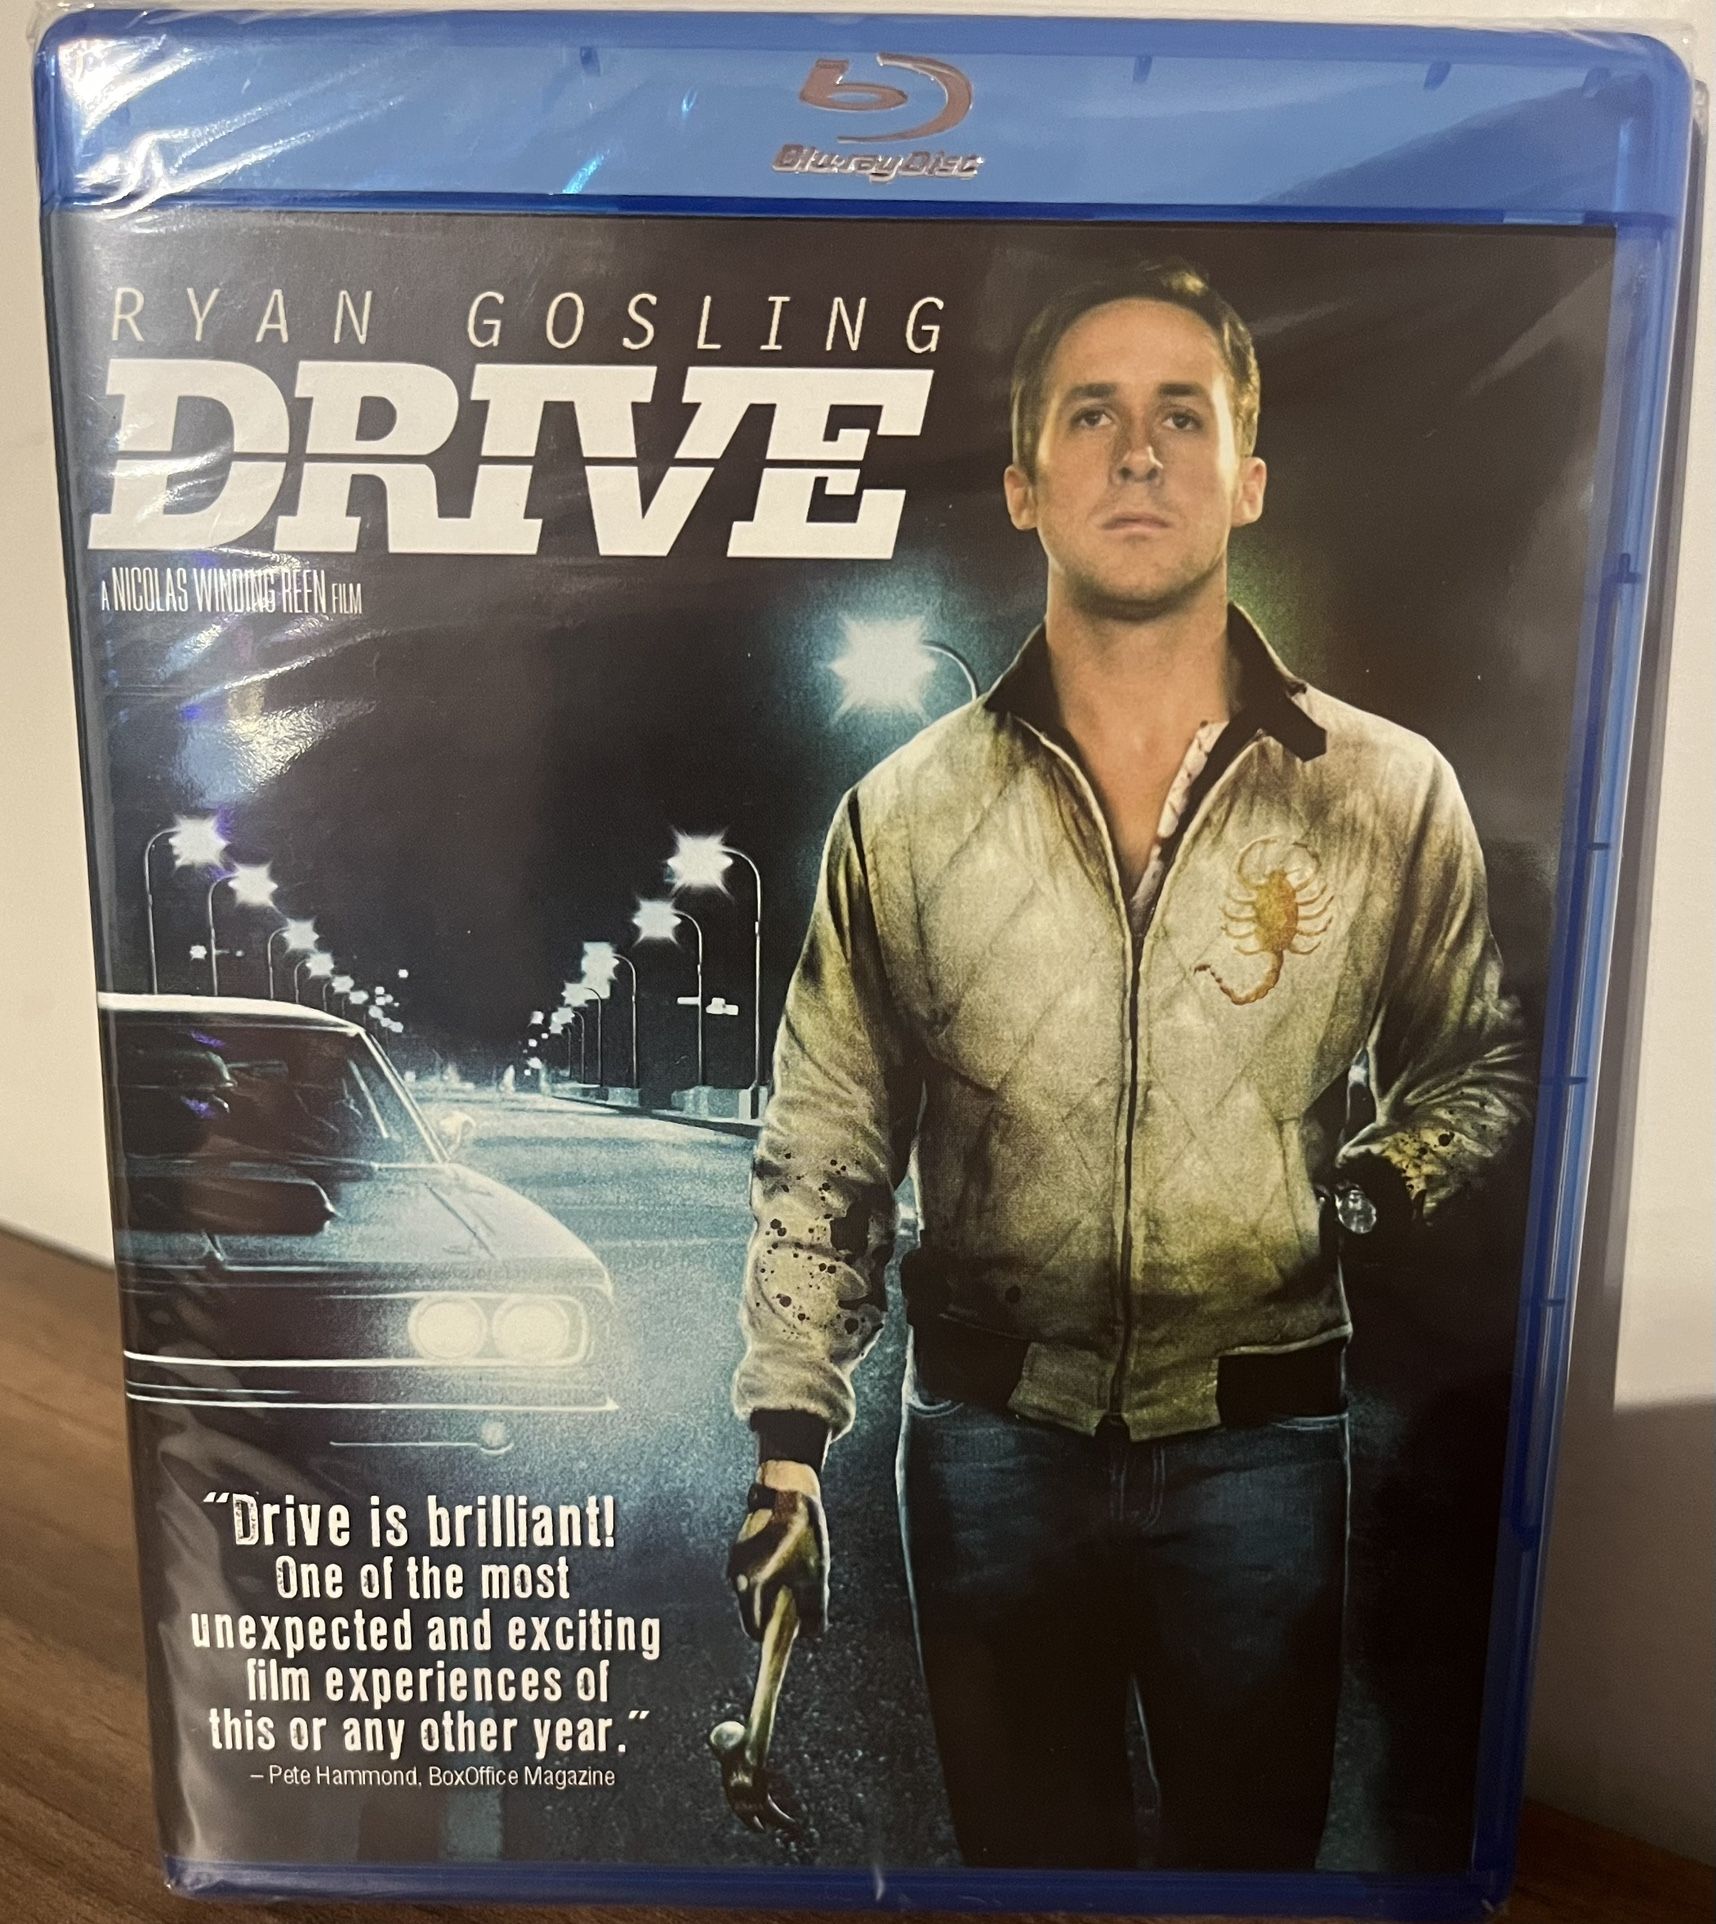 Blu-ray Disc
RYAN GOSLING
DRIVE
A NICOLAS WINDING REFN FILM
“Drive is brilliant!
One of the most
unexpected and exciting
film experiences of
this or any other year.”
– Pete Hammond, BoxOffice Magazine